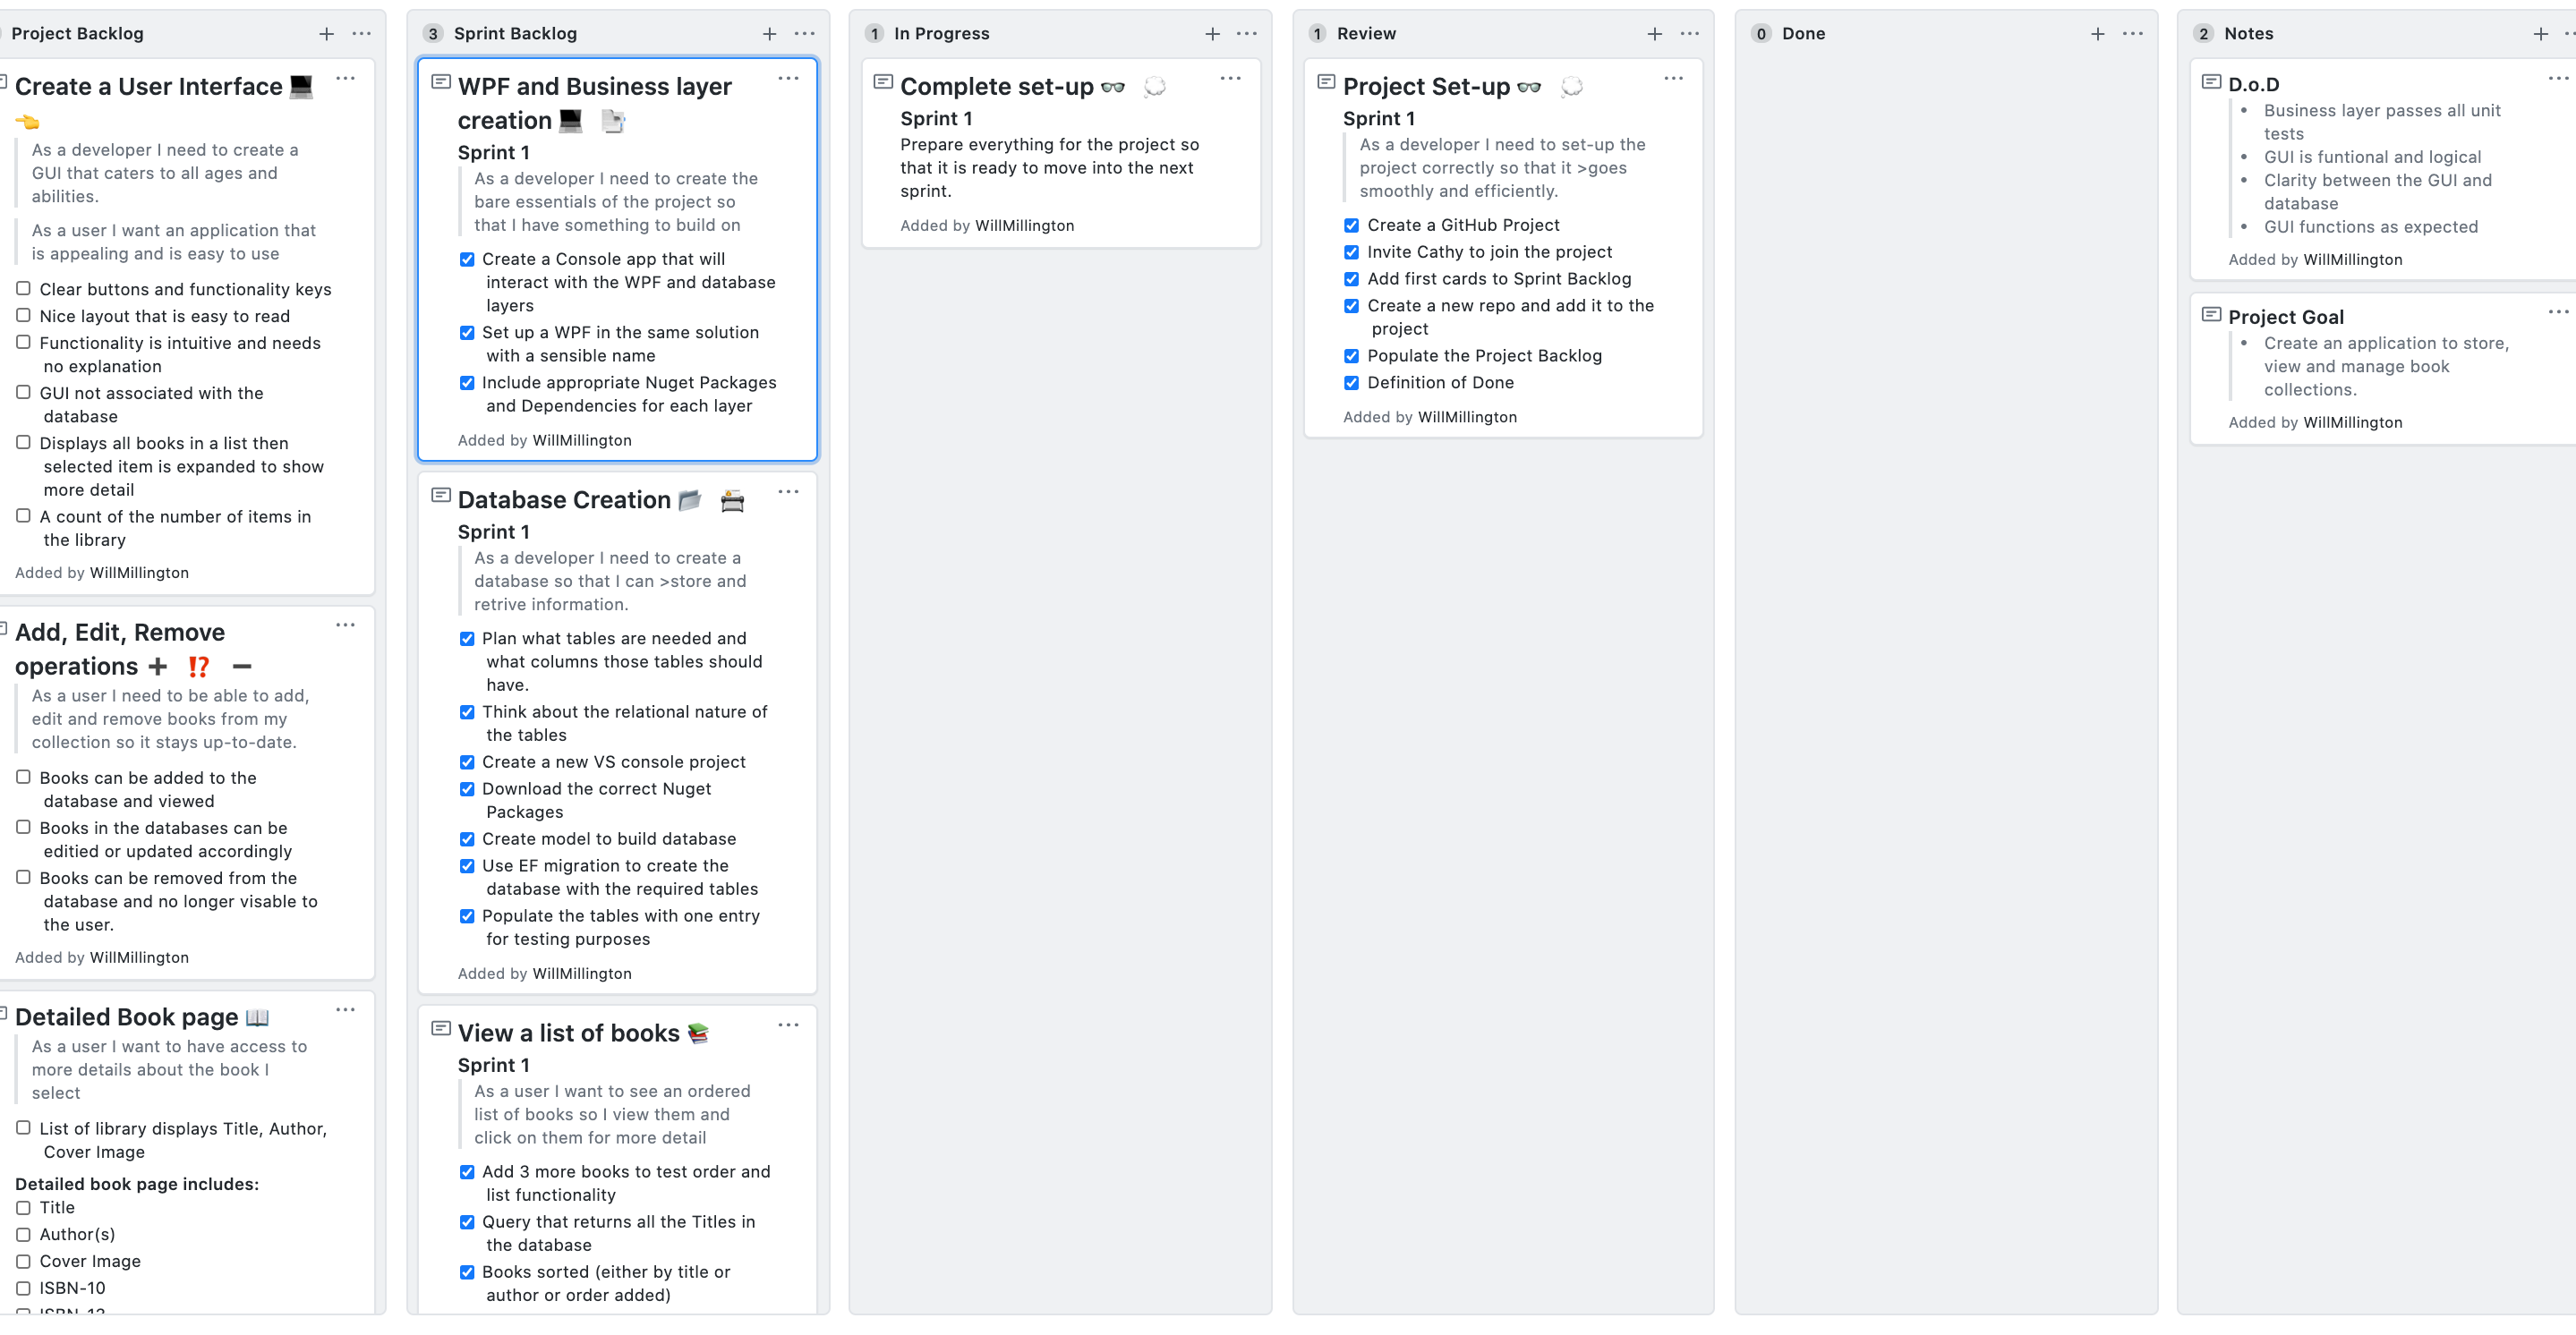 Project Backlog
Create a User Interface 💻
👈
As a developer I need to create a
GUI that caters to all ages and
abilities.
As a user I want an application that
is appealing and is easy to use
Clear buttons and functionality keys
Nice layout that is easy to read
Functionality is intuitive and needs
no explanation
GUI not associated with the
database
Displays all books in a list then
selected item is expanded to show
more detail
A count of the number of items in
the library
Added by WillMillington
Add, Edit, Remove
operations ➕ ⁉️ ➖
As a user I need to be able to add,
edit and remove books from my
collection so it stays up-to-date.
Books can be added to the
database and viewed
Books in the databases can be
editied or updated accordingly
Books can be removed from the
database and no longer visable to
the user.
Added by WillMillington
Detailed Book page 📖
As a user I want to have access to
more details about the book I
select
List of library displays Title, Author,
Cover Image
Detailed book page includes:
Title
Author(s)
Cover Image
ISBN-10
ISBN-13
3 Sprint Backlog
WPF and Business layer
creation 💻 📑
Sprint 1
As a developer I need to create the
bare essentials of the project so
that I have something to build on
Create a Console app that will
interact with the WPF and database
layers
Set up a WPF in the same solution
with a sensible name
Include appropriate Nuget Packages
and Dependencies for each layer
Added by WillMillington
Database Creation 📂 📠
Sprint 1
As a developer I need to create a
database so that I can >store and
retrive information.
Plan what tables are needed and
what columns those tables should
have.
Think about the relational nature of
the tables
Create a new VS console project
Download the correct Nuget
Packages
Create model to build database
Use EF migration to create the
database with the required tables
Populate the tables with one entry
for testing purposes
Added by WillMillington
View a list of books 📚
Sprint 1
As a user I want to see an ordered
list of books so I view them and
click on them for more detail
Add 3 more books to test order and
list functionality
Query that returns all the Titles in
the database
Books sorted (either by title or
author or order added)
1 In Progress
Complete set-up 👓 💭
Sprint 1
Prepare everything for the project so
that it is ready to move into the next
sprint.
Added by WillMillington
1 Review
Project Set-up 👓 💭
Sprint 1
As a developer I need to set-up the
project correctly so that it >goes
smoothly and efficiently.
Create a GitHub Project
Invite Cathy to join the project
Add first cards to Sprint Backlog
Create a new repo and add it to the
project
Populate the Project Backlog
Definition of Done
Added by WillMillington
0 Done
2 Notes
D.o.D
• Business layer passes all unit
tests
• GUI is funtional and logical
• Clarity between the GUI and
database
• GUI functions as expected
Added by WillMillington
Project Goal
• Create an application to store,
view and manage book
collections.
Added by WillMillington